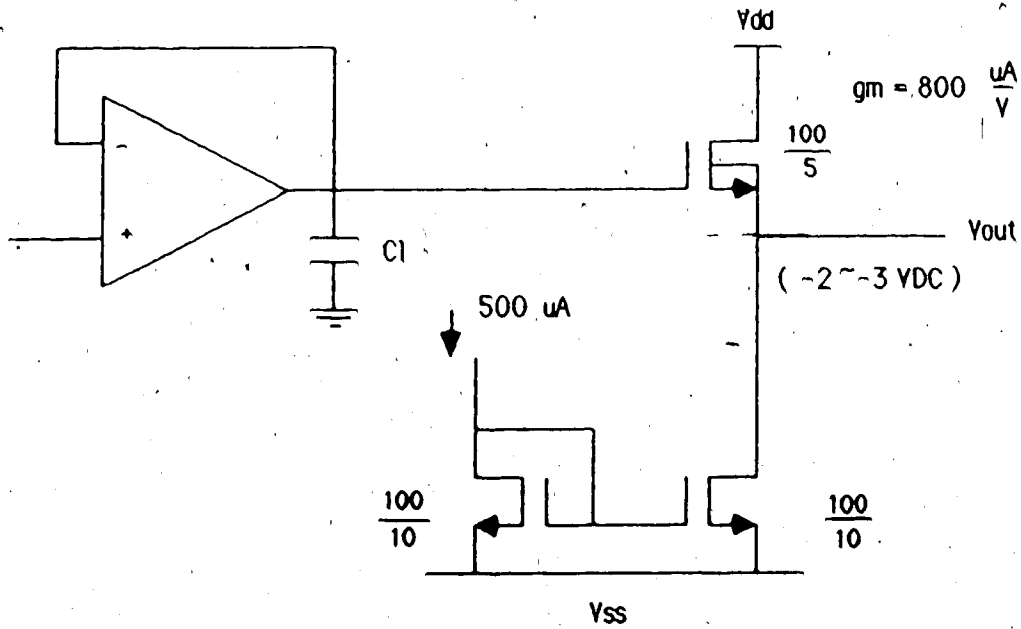 Vdd
gm = 800 uA
V
100
5
-
+
Cl
Vout
( -2 ~ -3 VDC )
500 uA
100
10
100
10
Vss